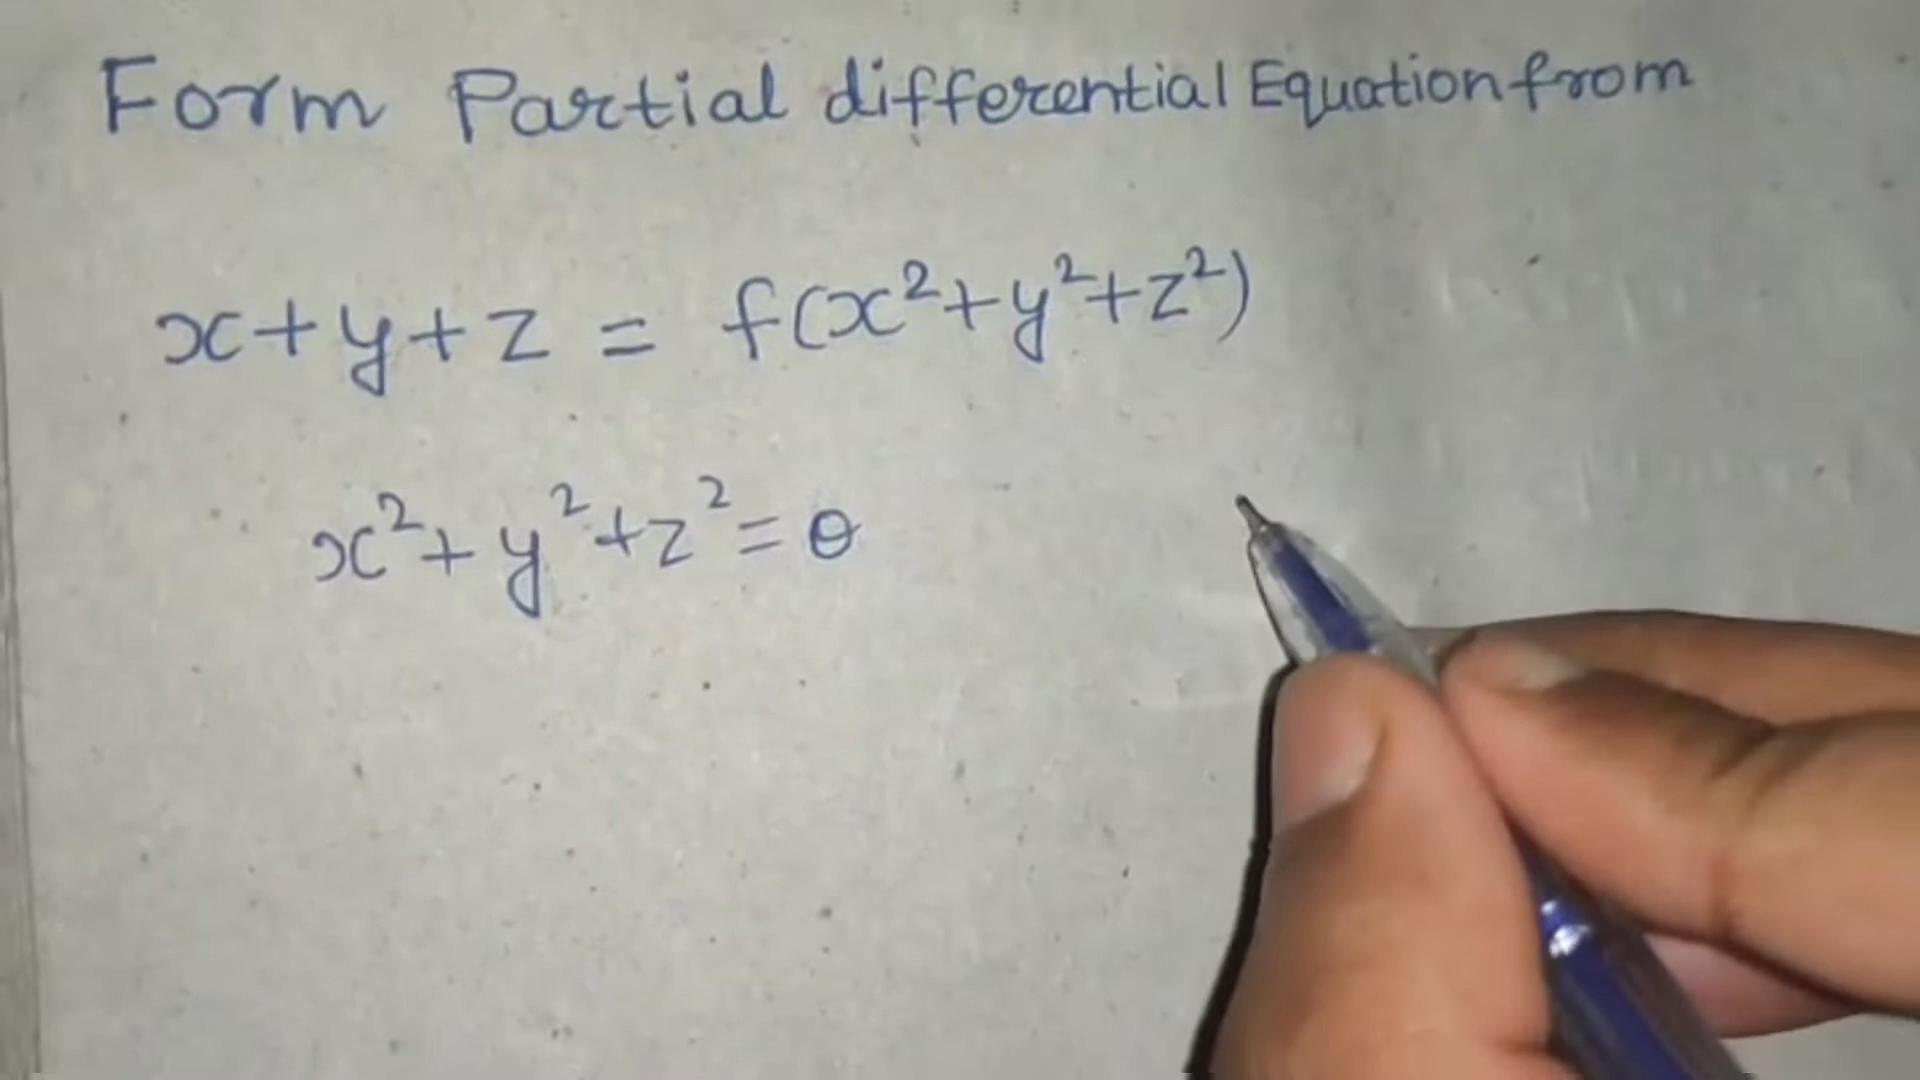 Form Partial differential Equation from
x+y+z = f(x²+y²+z²)
x²+y²+z²=θ